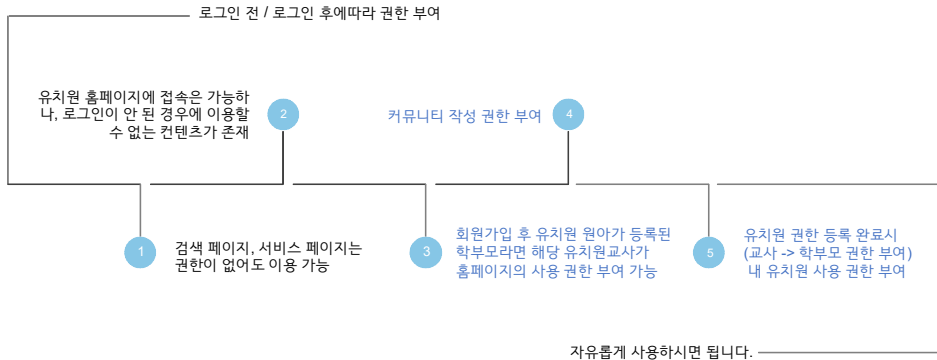 로그인 전 / 로그인 후에따라 권한 부여
유치원 홈페이지에 접속은 가능하
나, 로그인이 안 된 경우에 이용할
수 없는 컨텐츠가 존재
2
커뮤니티 작성 권한 부여
4
1
검색 페이지, 서비스 페이지는
권한이 없어도 이용 가능
3
회원가입 후 유치원 원아가 등록된
학부모라면 해당 유치원교사가
홈페이지의 사용 권한 부여 가능
5
유치원 권한 등록 완료시
(교사 -> 학부모 권한 부여)
내 유치원 사용 권한 부여
자유롭게 사용하시면 됩니다.